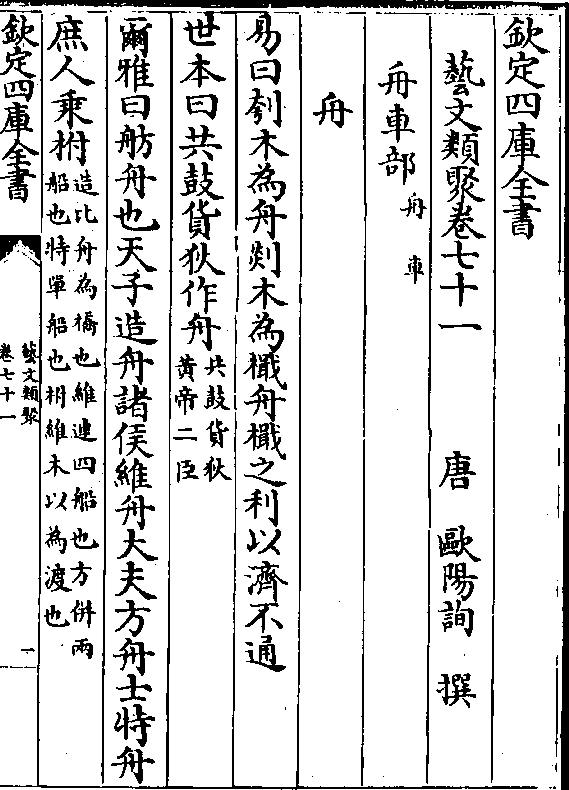 欽定四庫全書
藝文類聚卷七十一
唐 歐陽詢 撰
舟車部 舟 車
舟
易曰刳木為舟剡木為檝舟檝之利以濟不通
世本曰共鼓貨狄作舟 共鼓貨狄
黃帝二臣
爾雅曰舫舟也天子造舟諸侯維舟大夫方舟士特舟
庶人乗柎 造比舟為橋也維連四船也方併兩
船也特單船也柎維木以為渡也
欽定四庫全書
藝文類聚
卷七十一
一